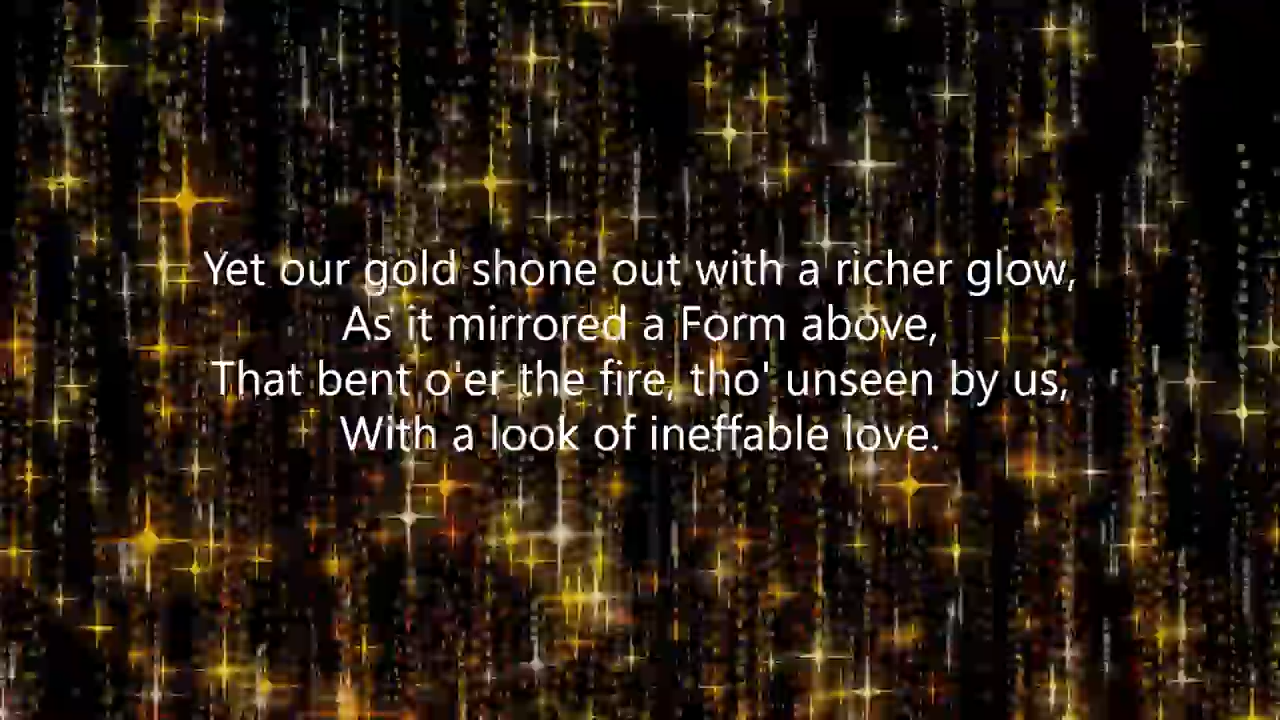 Yet our gold shone out with a richer glow,
As it mirrored a Form above,
That bent o'er the fire, tho' unseen by us,
With a look of ineffable love.